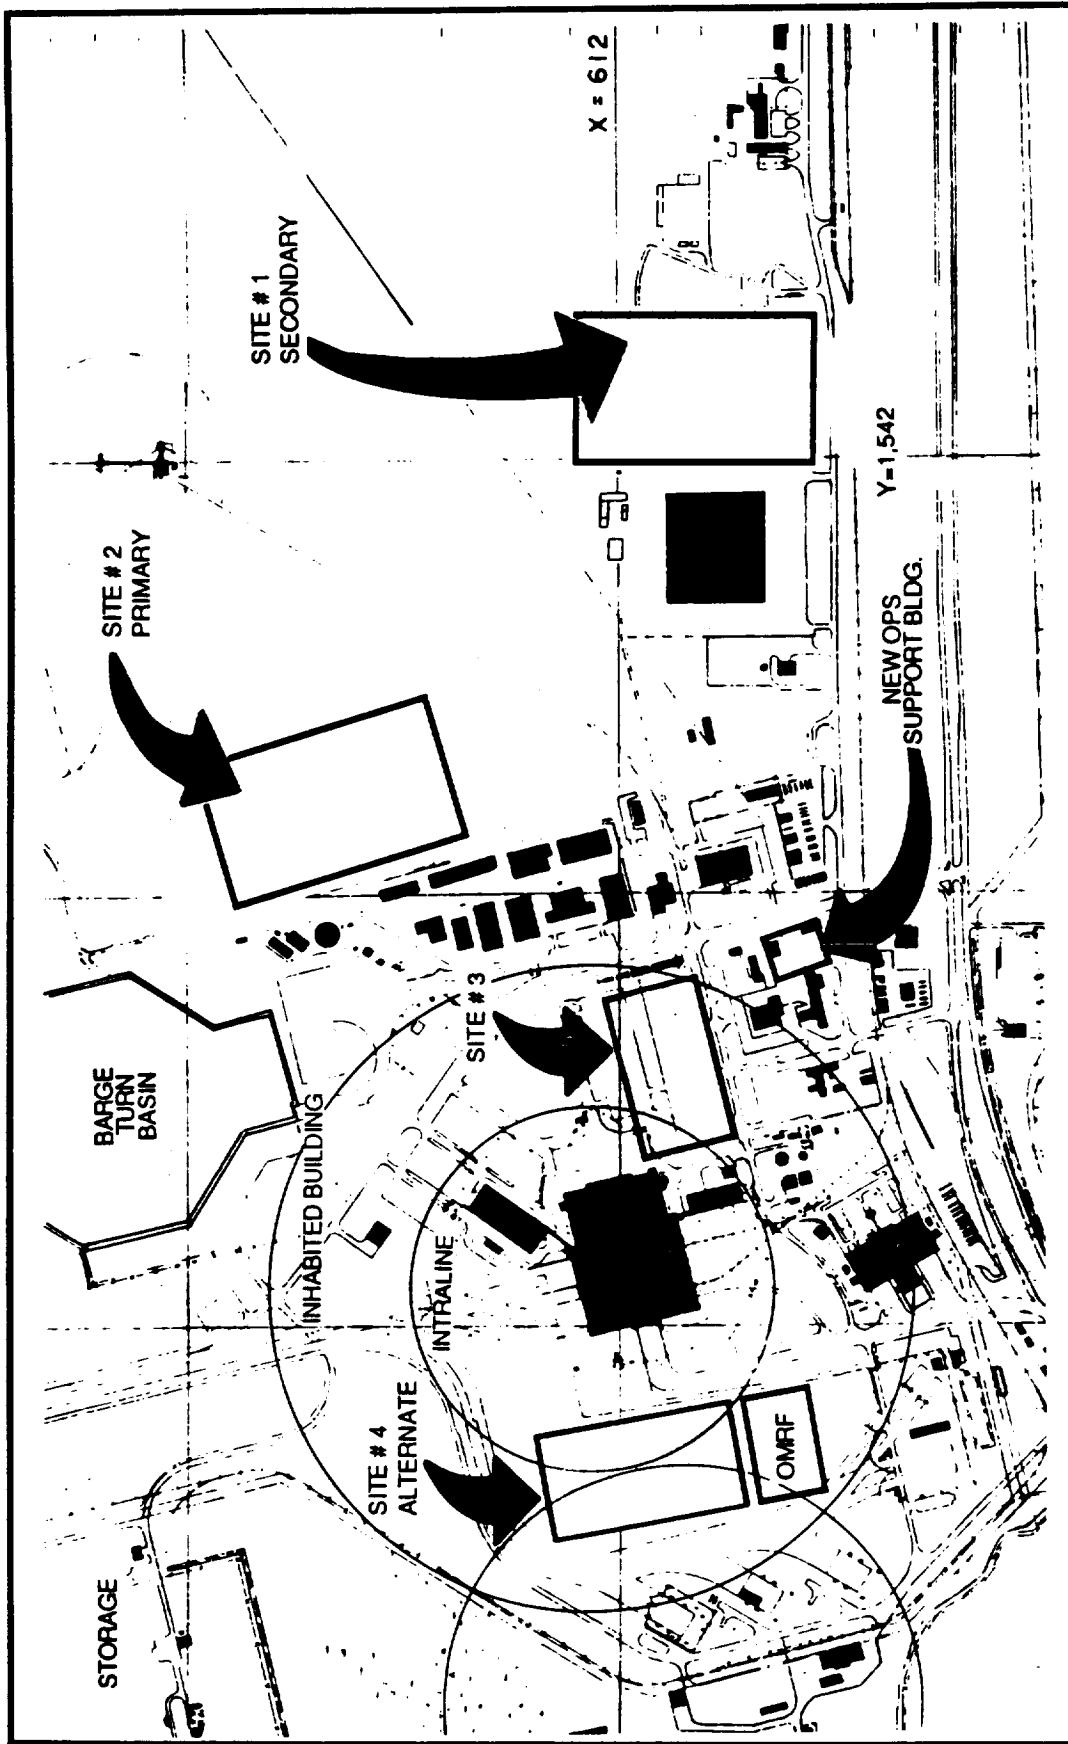 STORAGE
BARGE
TURN
BASIN
SITE # 2
PRIMARY
SITE # 1
SECONDARY
INHABITED BUILDING
SITE # 4
ALTERNATE
INTRALINE
SITE # 3
X = 612
OMRF
NEW OPS
SUPPORT BLDG.
Y=1,542